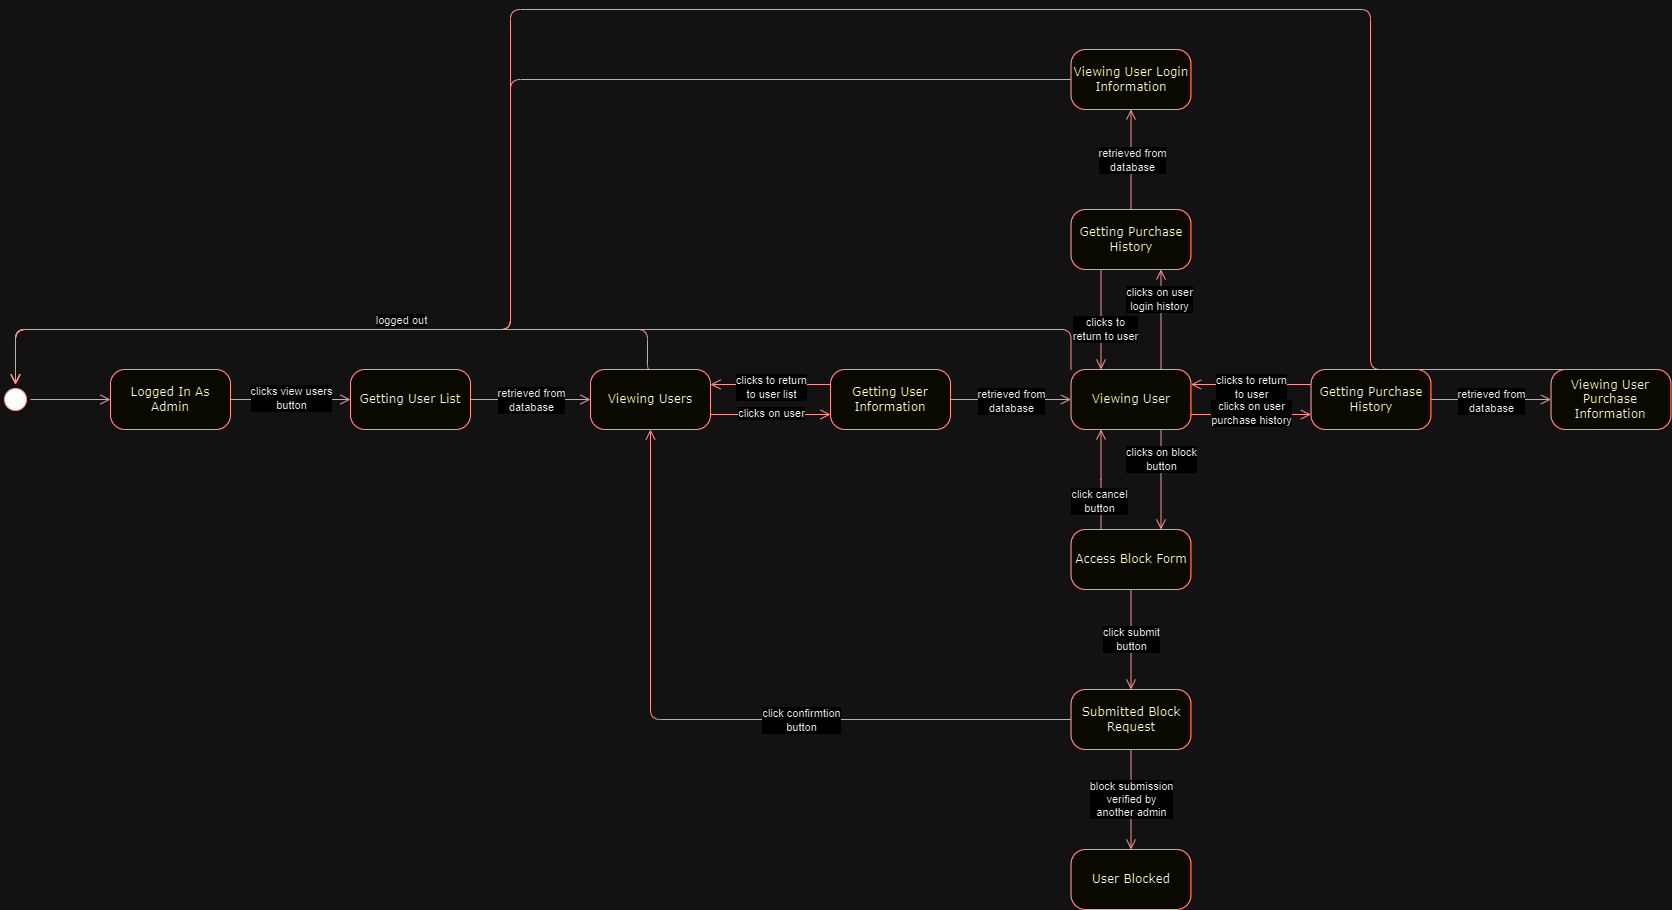 Viewing User Login
Information
retrieved from
database
Getting Purchase
History
clicks on user
login history
clicks to
return to user
logged out
Logged In As
Admin
clicks view users
button
Getting User List
retrieved from
database
Viewing Users
clicks to return
to user list
clicks on user
Getting User
Information
retrieved from
database
Viewing User
clicks to return
to user
clicks on user
purchase history
Getting Purchase
History
retrieved from
database
Viewing User
Purchase
Information
clicks on block
button
click cancel
button
Access Block Form
click submit
button
Submitted Block
Request
click confirmtion
button
block submission
verified by
another admin
User Blocked